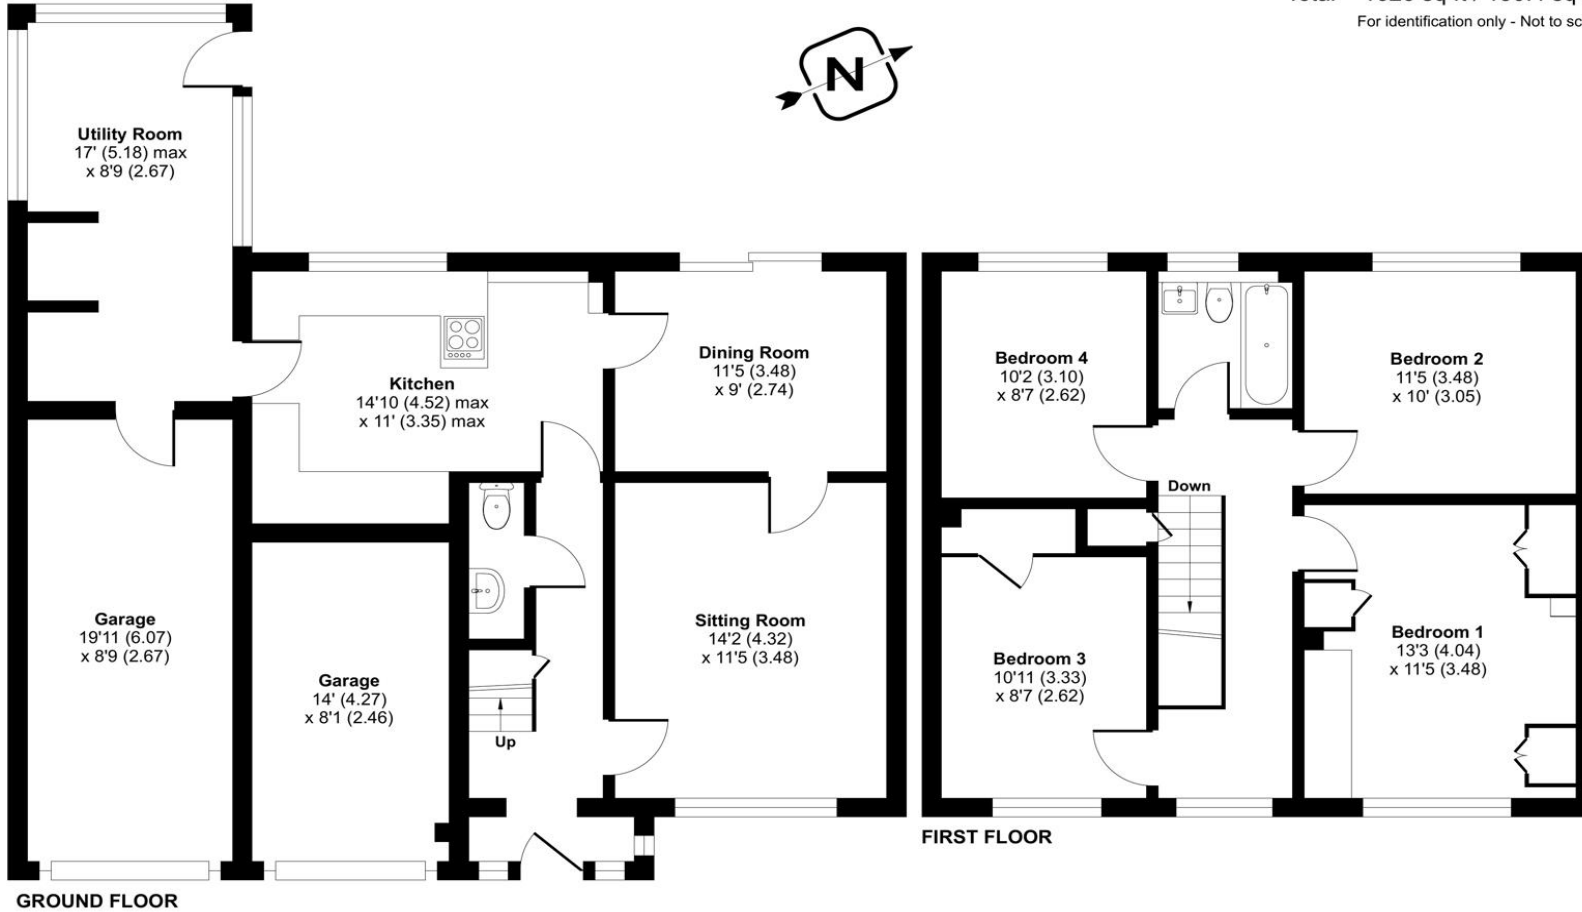 For identification only - Not to sc
N
Utility Room
17' (5.18) max
x 8'9 (2.67)
Kitchen
14'10 (4.52) max
x 11' (3.35) max
Dining Room
11'5 (3.48)
x 9' (2.74)
Bedroom 4
10'2 (3.10)
x 8'7 (2.62)
Bedroom 2
11'5 (3.48)
x 10' (3.05)
Down
Garage
19'11 (6.07)
x 8'9 (2.67)
Garage
14' (4.27)
x 8'1 (2.46)
Up
Sitting Room
14'2 (4.32)
x 11'5 (3.48)
Bedroom 3
10'11 (3.33)
x 8'7 (2.62)
Bedroom 1
13'3 (4.04)
x 11'5 (3.48)
FIRST FLOOR
GROUND FLOOR